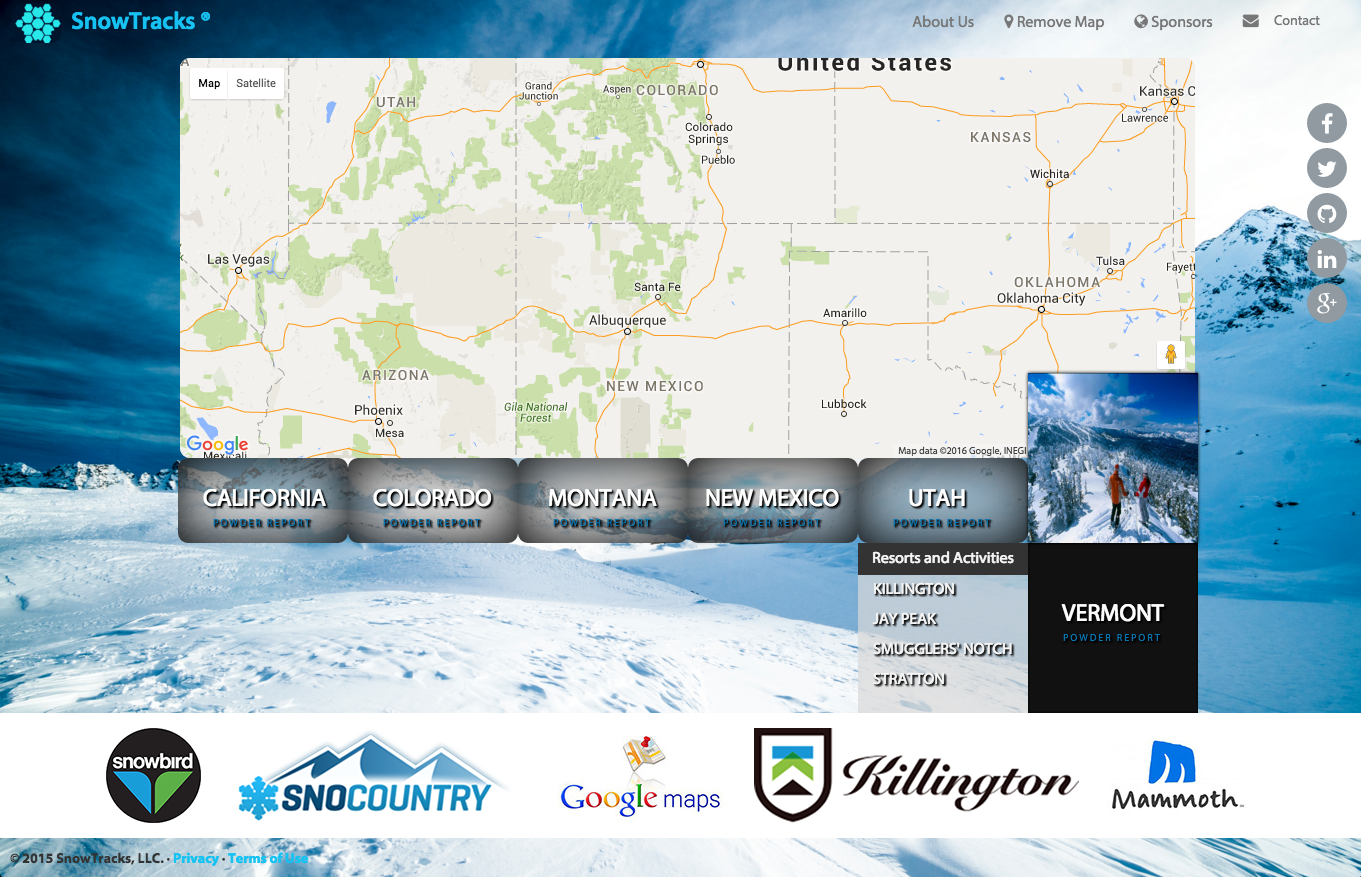 SnowTracks ®
About Us
Remove Map
Sponsors
Contact
Map
Satellite
United States
UTAH
Grand Junction
Aspen
COLORADO
Colorado Springs
Pueblo
KANSAS
Kansas C
Lawrence
Wichita
Las Vegas
Santa Fe
Albuquerque
Amarillo
Tulsa
Fayett
OKLAHOMA
Oklahoma City
ARIZONA
NEW MEXICO
Gila National Forest
Phoenix
Mesa
Lubbock
Google
Mexicali
Map data ©2016 Google, INEGI
CALIFORNIA
POWDER REPORT
COLORADO
POWDER REPORT
MONTANA
POWDER REPORT
NEW MEXICO
POWDER REPORT
UTAH
POWDER REPORT
Resorts and Activities
KILLINGTON
JAY PEAK
SMUGGLERS' NOTCH
STRATTON
VERMONT
POWDER REPORT
snowbird
SNOCOUNTRY
Google maps
Killington
Mammoth™
© 2015 SnowTracks, LLC. · Privacy · Terms of Use